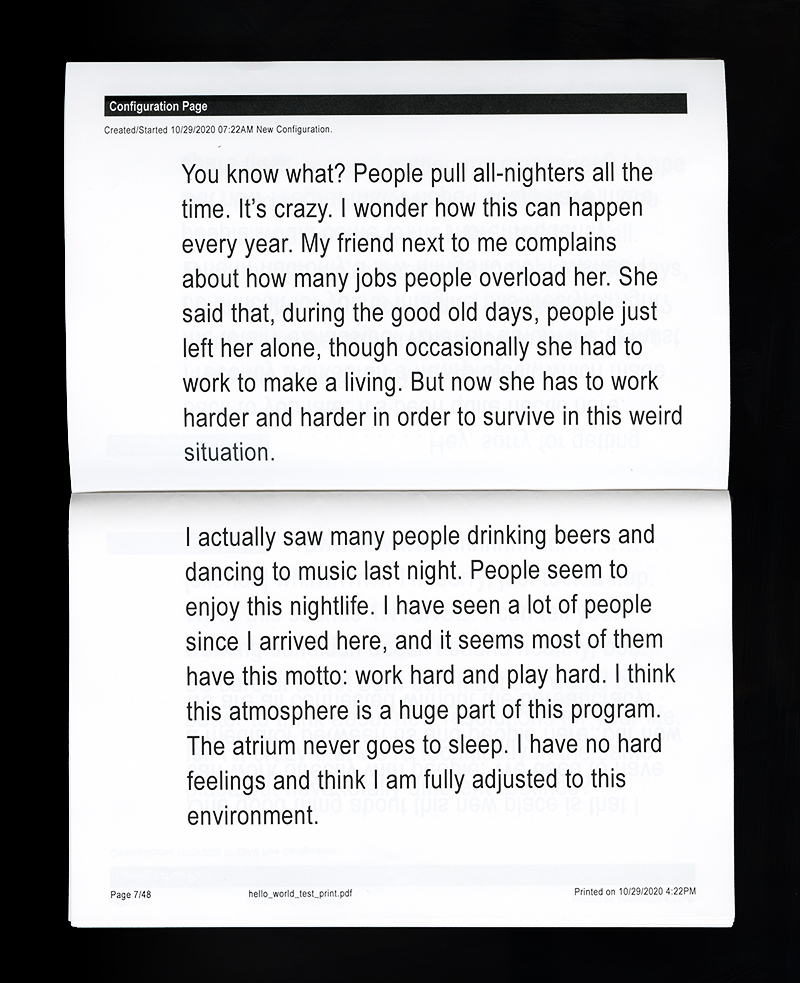 Configuration Page
Created/Started 10/29/2020 07:22AM New Configuration.
You know what? People pull all-nighters all the
time. It’s crazy. I wonder how this can happen
every year. My friend next to me complains
about how many jobs people overload her. She
said that, during the good old days, people just
left her alone, though occasionally she had to
work to make a living. But now she has to work
harder and harder in order to survive in this weird
situation.
I actually saw many people drinking beers and
dancing to music last night. People seem to
enjoy this nightlife. I have seen a lot of people
since I arrived here, and it seems most of them
have this motto: work hard and play hard. I think
this atmosphere is a huge part of this program.
The atrium never goes to sleep. I have no hard
feelings and think I am fully adjusted to this
environment.
Page 7/48 hello_world_test_print.pdf Printed on 10/29/2020 4:22PM